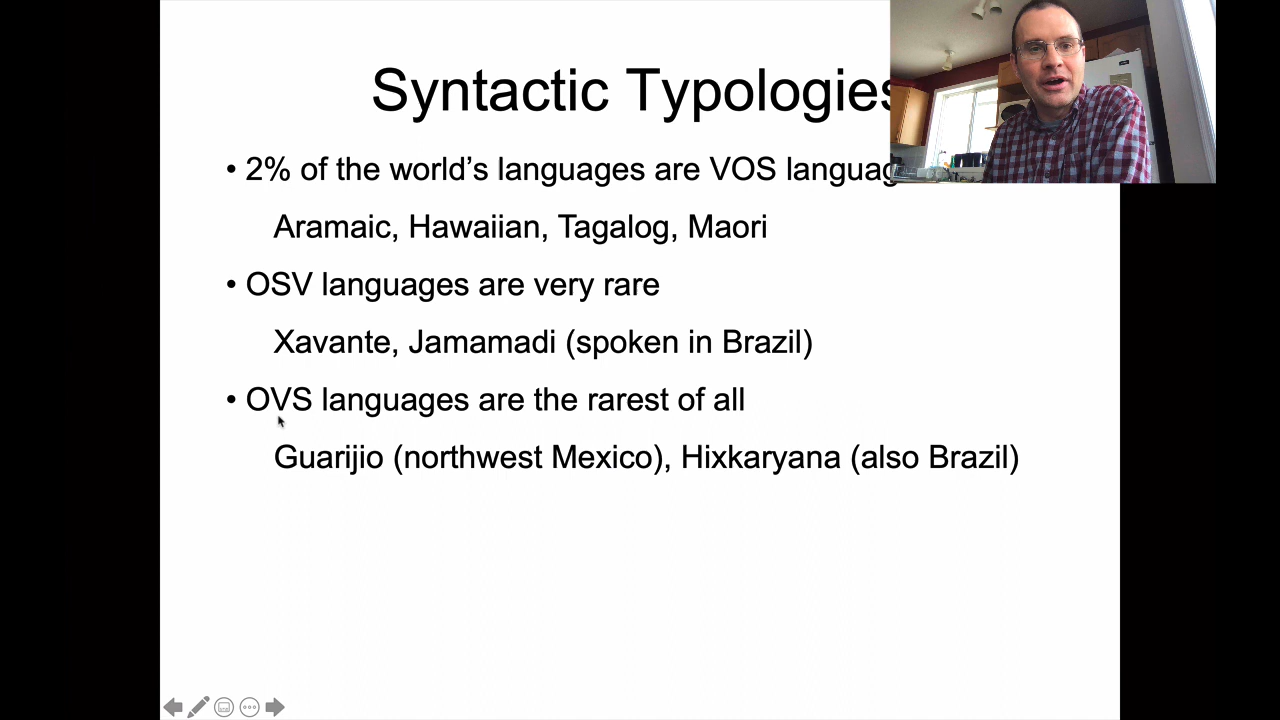 Syntactic Typologies
• 2% of the world's languages are VOS
Aramaic, Hawaiian, Tagalog, Maori
• OSV languages are very rare
Xavante, Jamamadi (spoken in Brazil)
• OVS languages are the rarest of all
Guarijio (northwest Mexico), Hixkaryana (also Brazil)